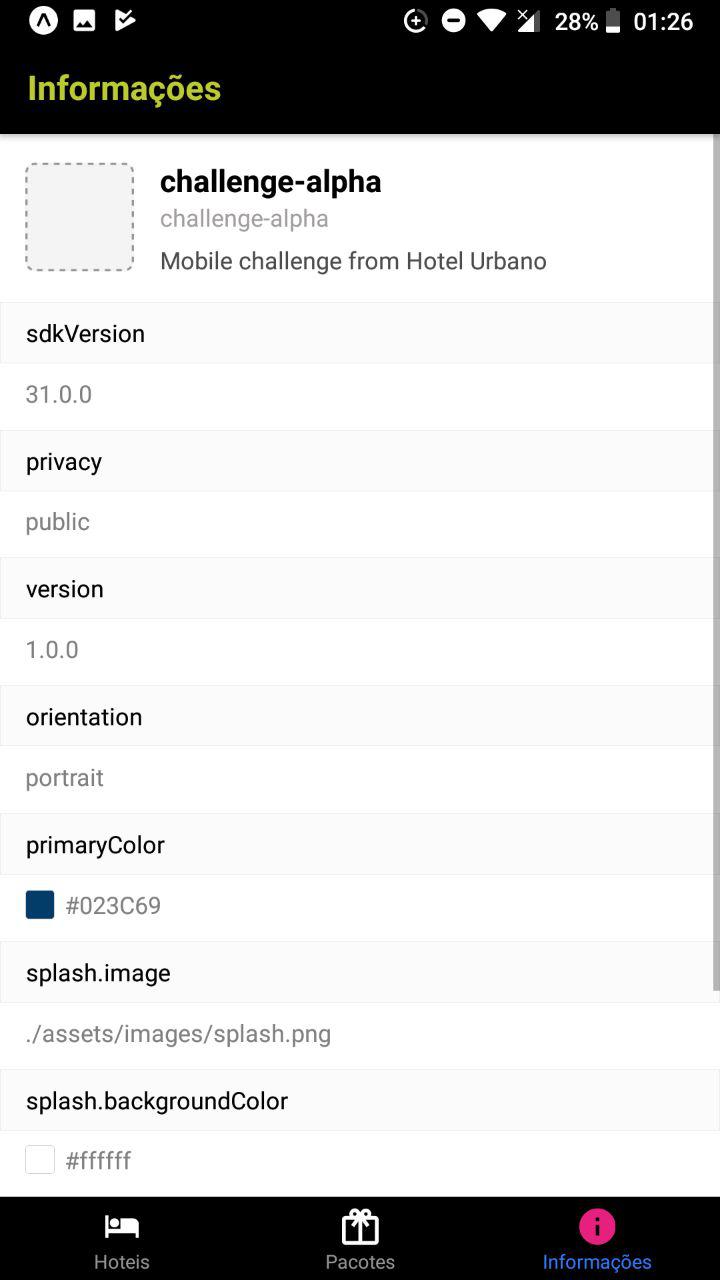 28% 01:26
Informações
challenge-alpha
challenge-alpha
Mobile challenge from Hotel Urbano
sdkVersion
31.0.0
privacy
public
version
1.0.0
orientation
portrait
primaryColor
#023C69
splash.image
./assets/images/splash.png
splash.backgroundColor
#ffffff
Hoteis Pacotes Informações